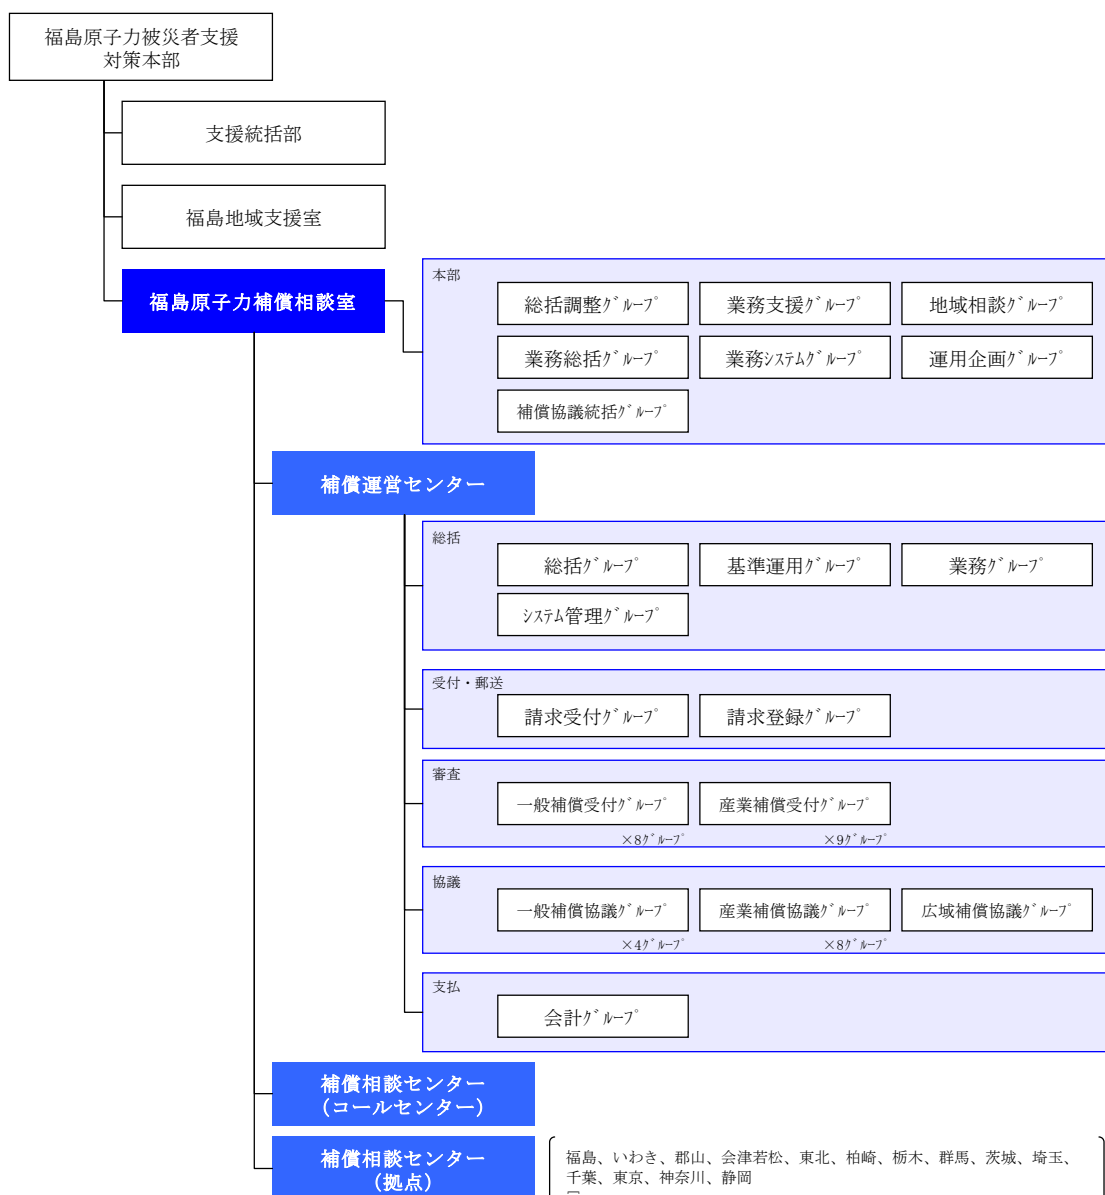 福島原子力被災者支援
対策本部
支援統括部
福島地域支援室
福島原子力補償相談室
本部
総括調整ｸﾞﾙｰﾌﾟ
業務支援ｸﾞﾙｰﾌﾟ
地域相談ｸﾞﾙｰﾌﾟ
業務総括ｸﾞﾙｰﾌﾟ
業務ｼｽﾃﾑｸﾞﾙｰﾌﾟ
運用企画ｸﾞﾙｰﾌﾟ
補償協議統括ｸﾞﾙｰﾌﾟ
補償運営センター
総括
総括ｸﾞﾙｰﾌﾟ
基準運用ｸﾞﾙｰﾌﾟ
業務ｸﾞﾙｰﾌﾟ
ｼｽﾃﾑ管理ｸﾞﾙｰﾌﾟ
受付・郵送
請求受付ｸﾞﾙｰﾌﾟ
請求登録ｸﾞﾙｰﾌﾟ
審査
一般補償受付ｸﾞﾙｰﾌﾟ
産業補償受付ｸﾞﾙｰﾌﾟ
×8ｸﾞﾙｰﾌﾟ
×9ｸﾞﾙｰﾌﾟ
協議
一般補償協議ｸﾞﾙｰﾌﾟ
産業補償協議ｸﾞﾙｰﾌﾟ
広域補償協議ｸﾞﾙｰﾌﾟ
×4ｸﾞﾙｰﾌﾟ
×8ｸﾞﾙｰﾌﾟ
支払
会計ｸﾞﾙｰﾌﾟ
補償相談センター
（コールセンター）
補償相談センター
（拠点）
福島、いわき、郡山、会津若松、東北、柏崎、栃木、群馬、茨城、埼玉、
千葉、東京、神奈川、静岡